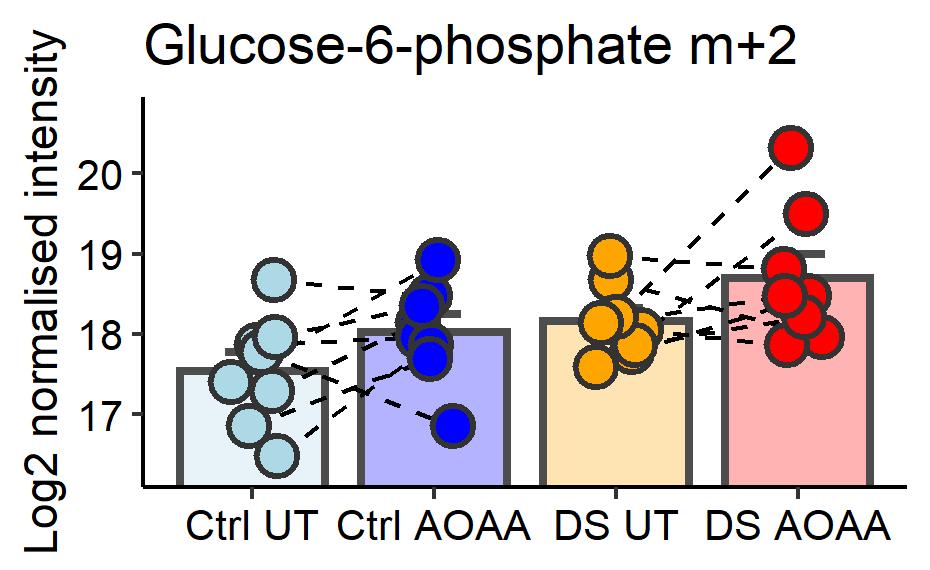 Glucose-6-phosphate m+2
Log2 normalised intensity
20
19
18
17
Ctrl UT
Ctrl AOAA
DS UT
DS AOAA